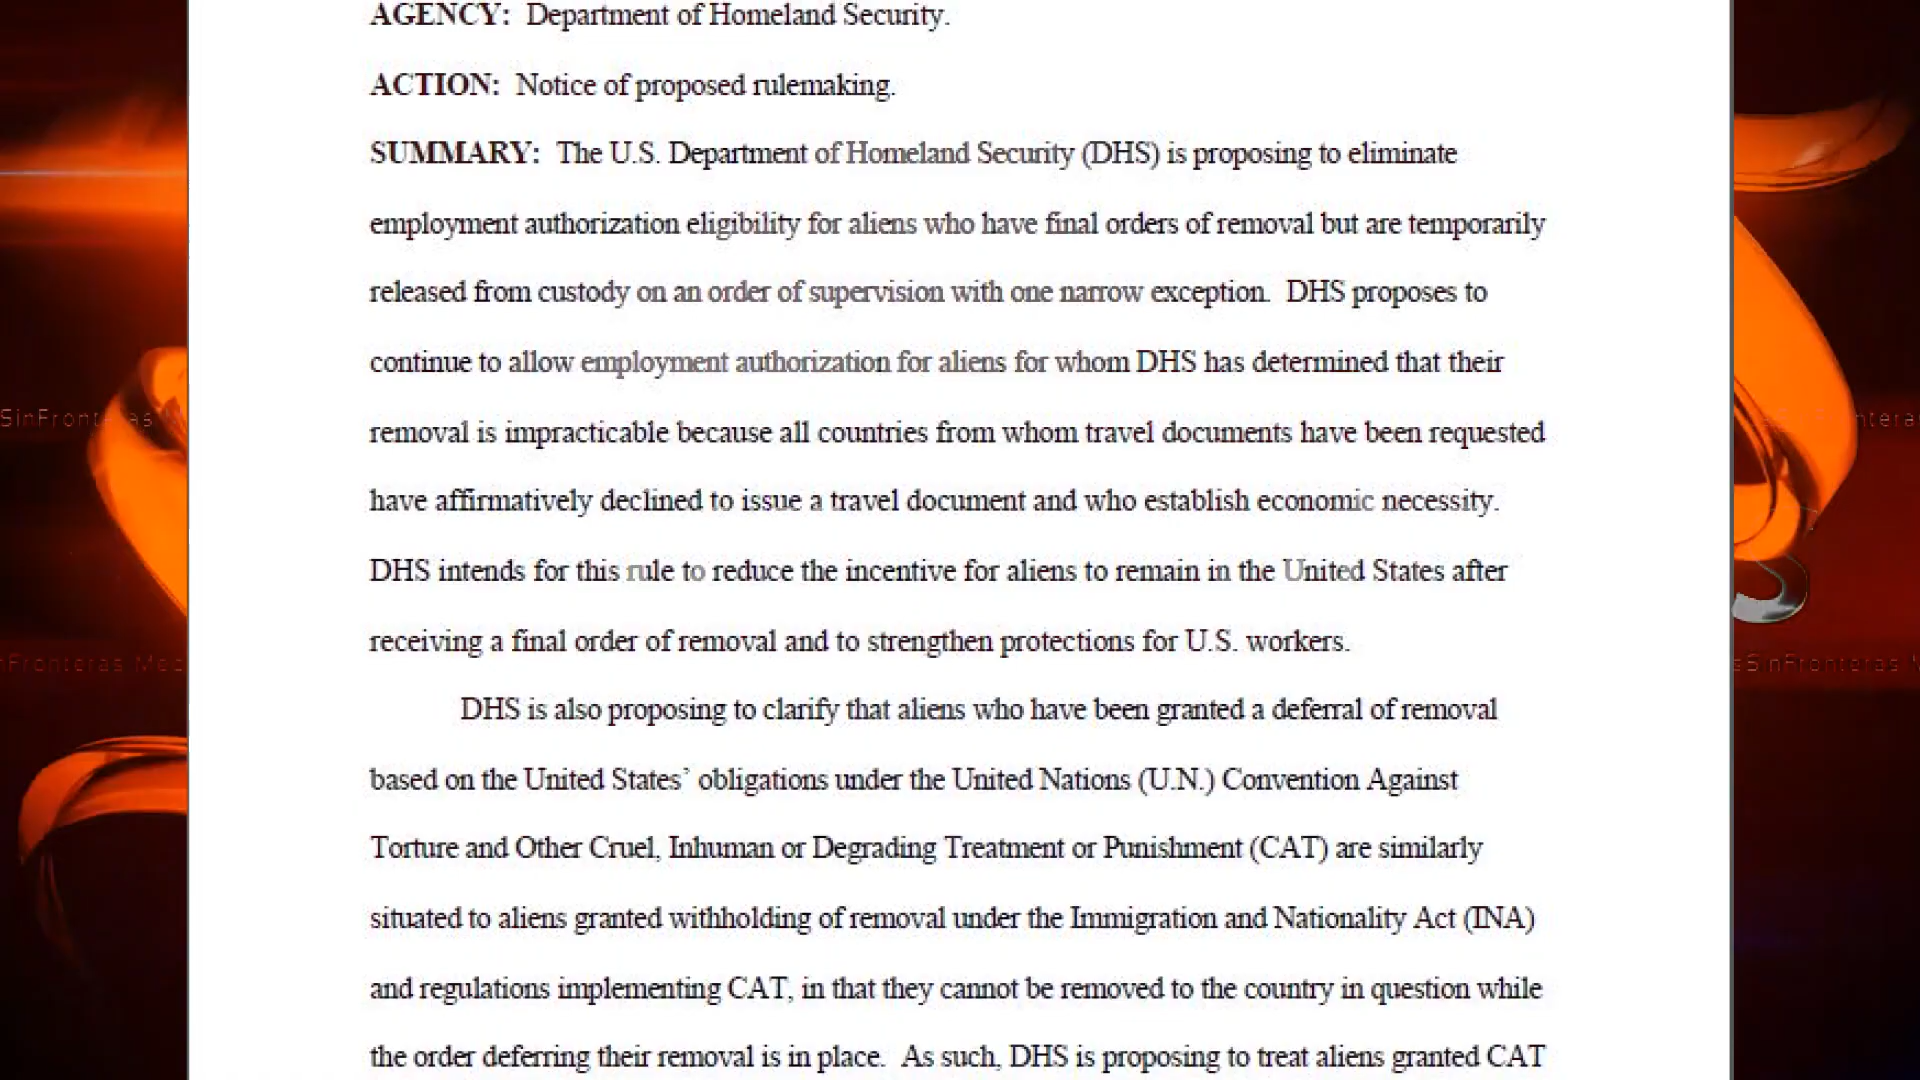 AGENCY: Department of Homeland Security.
ACTION: Notice of proposed rulemaking.
SUMMARY: The U.S. Department of Homeland Security (DHS) is proposing to eliminate
employment authorization eligibility for aliens who have final orders of removal but are temporarily
released from custody on an order of supervision with one narrow exception. DHS proposes to
continue to allow employment authorization for aliens for whom DHS has determined that their
removal is impracticable because all countries from whom travel documents have been requested
have affirmatively declined to issue a travel document and who establish economic necessity.
DHS intends for this rule to reduce the incentive for aliens to remain in the United States after
receiving a final order of removal and to strengthen protections for U.S. workers.
DHS is also proposing to clarify that aliens who have been granted a deferral of removal
based on the United States’ obligations under the United Nations (U.N.) Convention Against
Torture and Other Cruel, Inhuman or Degrading Treatment or Punishment (CAT) are similarly
situated to aliens granted withholding of removal under the Immigration and Nationality Act (INA)
and regulations implementing CAT, in that they cannot be removed to the country in question while
the order deferring their removal is in place. As such, DHS is proposing to treat aliens granted CAT
SinFronteras
SinFronteras